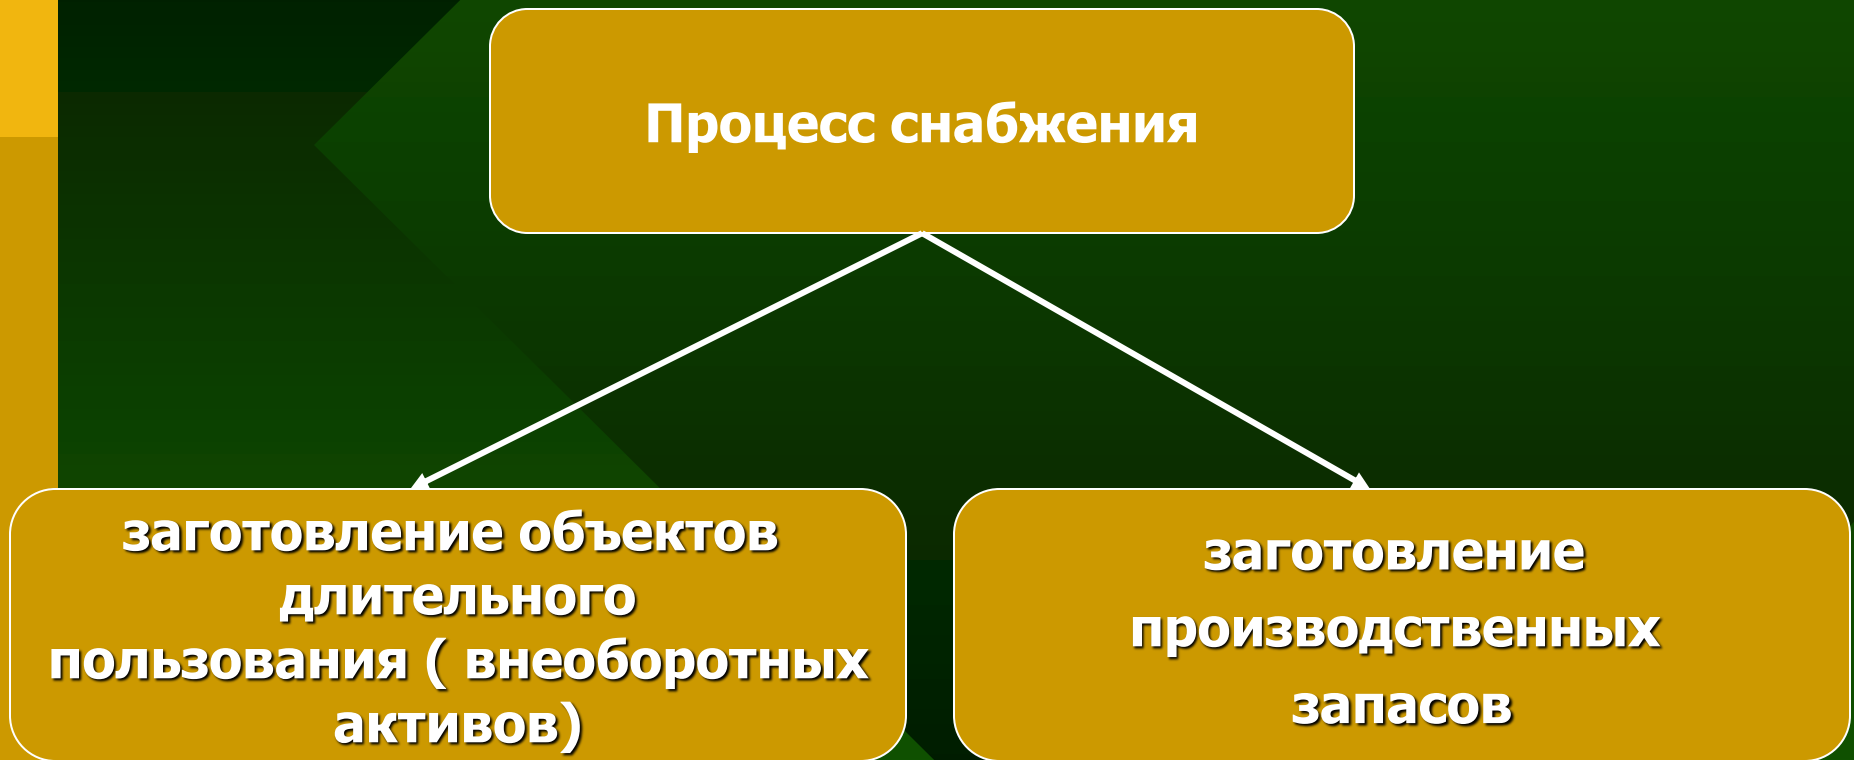 Процесс снабжения
заготовление объектов
длительного
пользования ( внеоборотных
активов)
заготовление
производственных
запасов